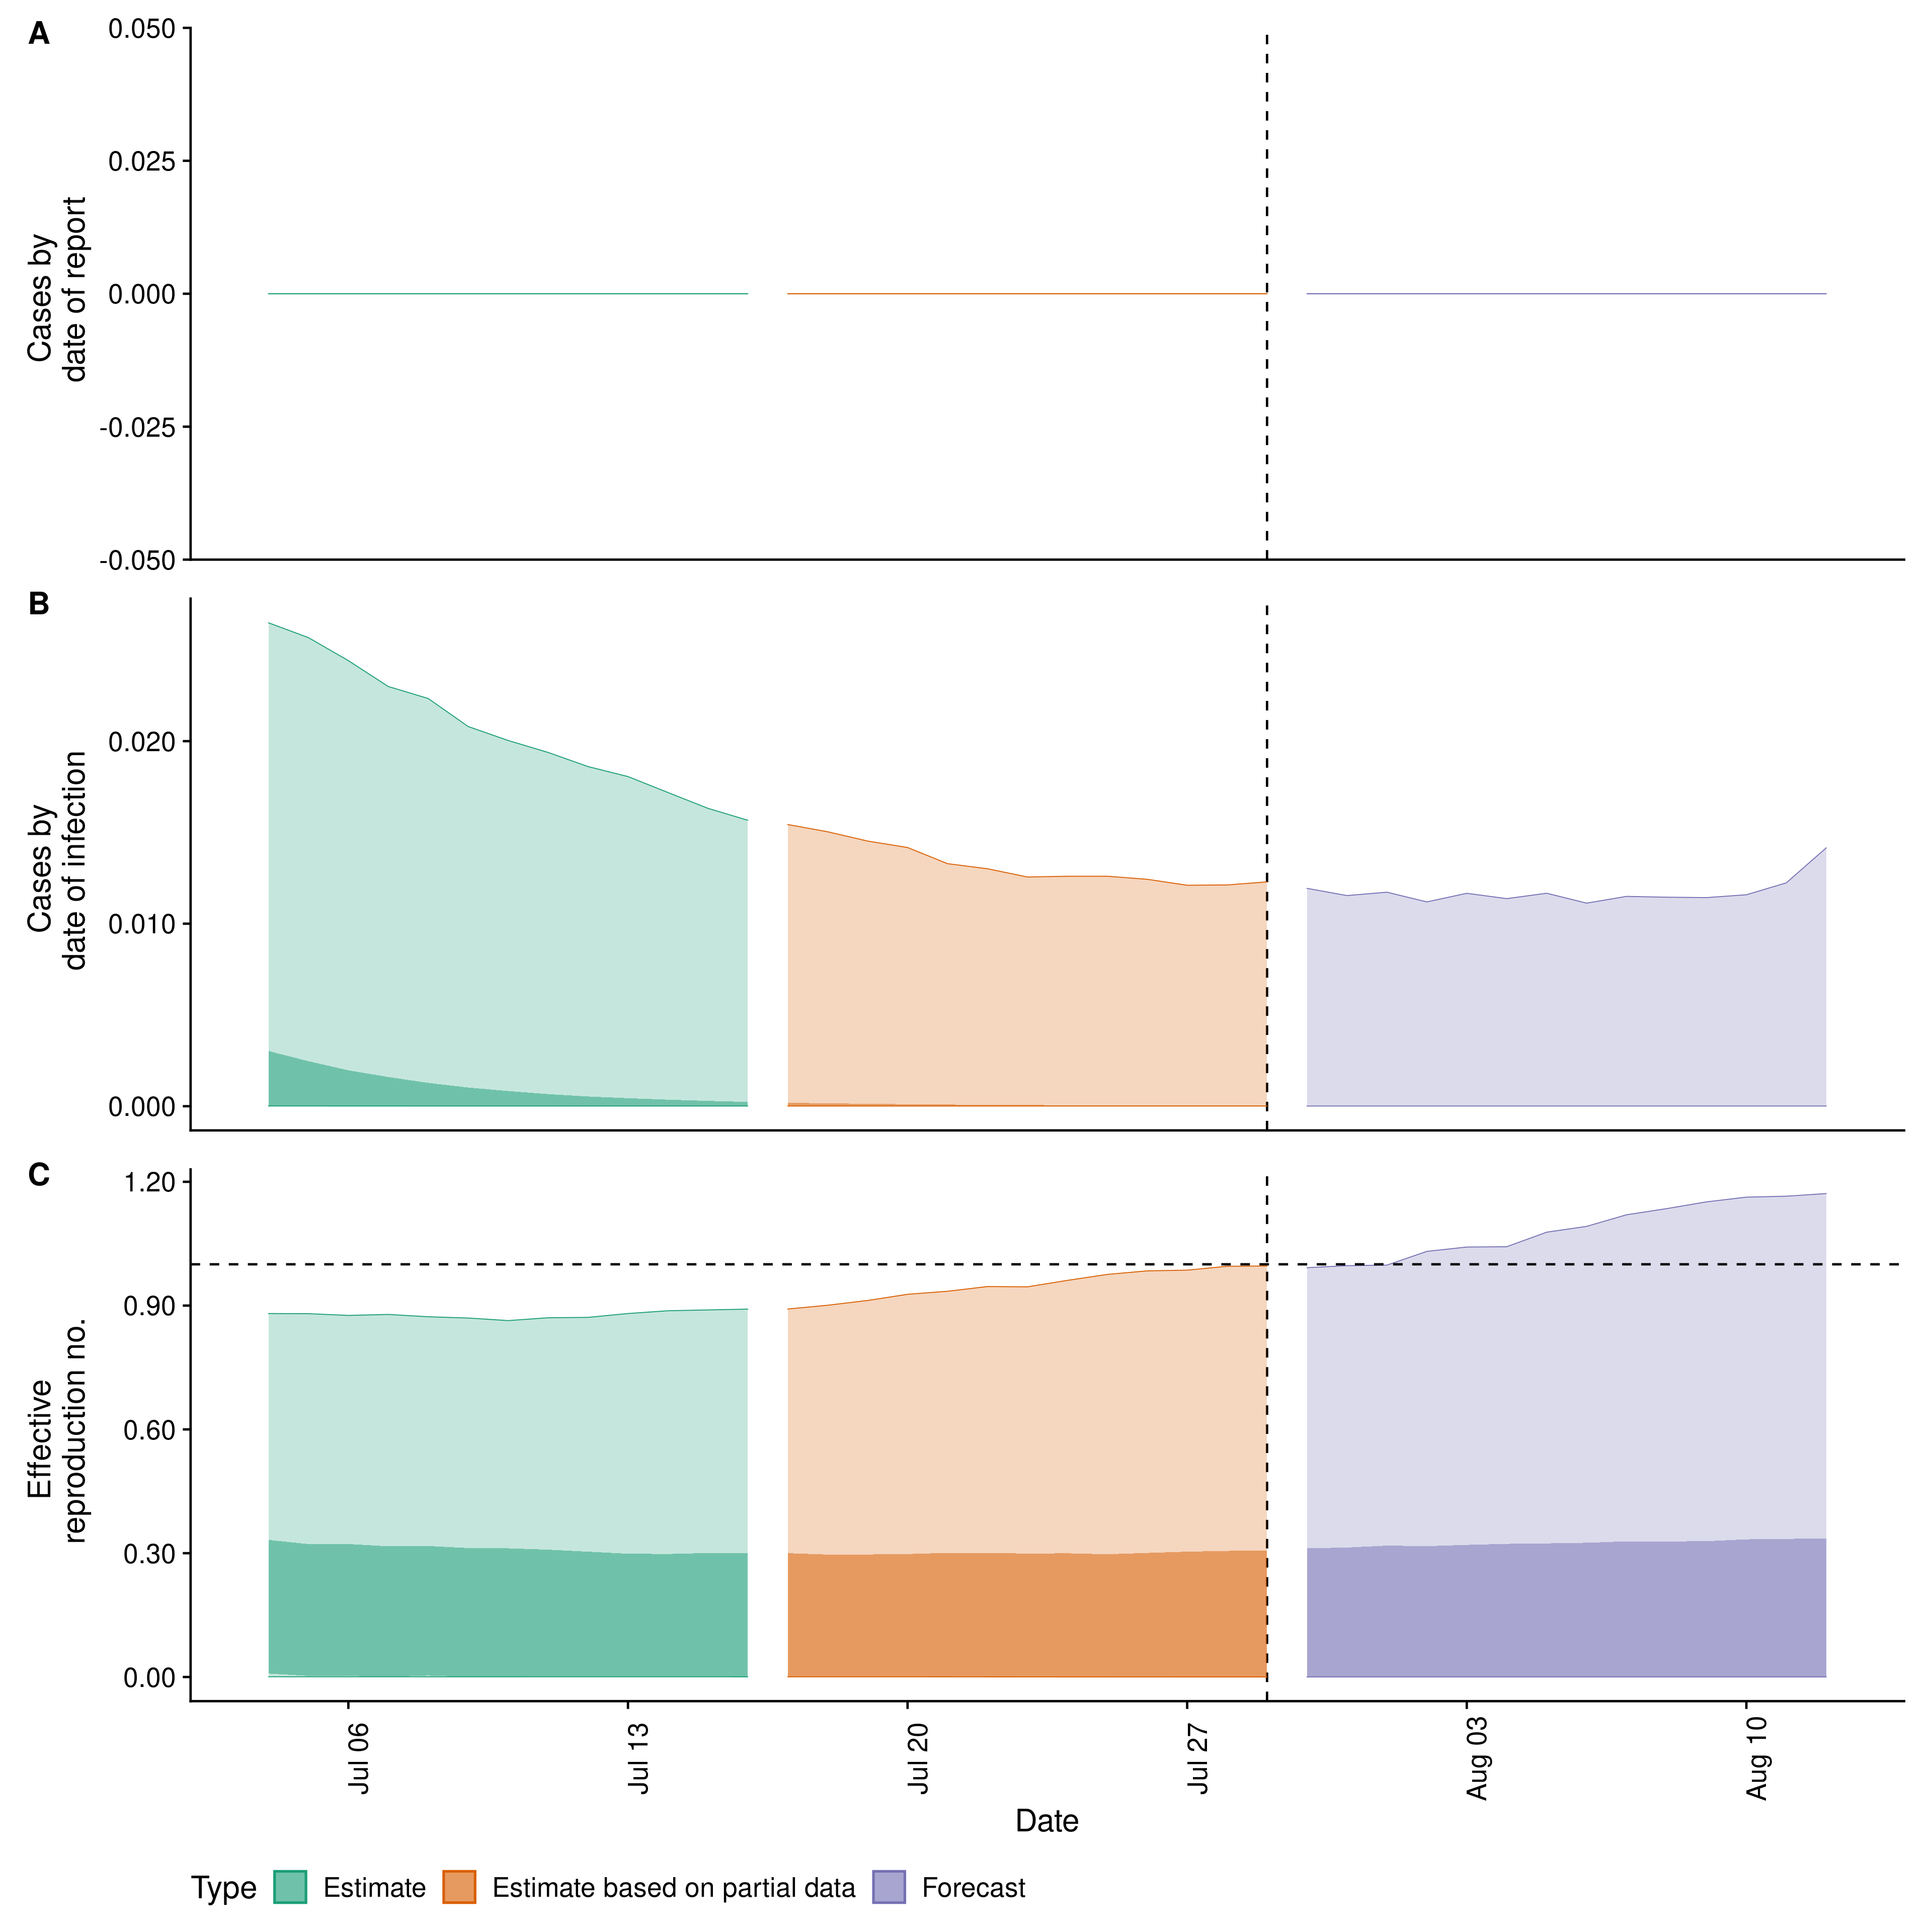 A
0.050
0.025
0.000
-0.025
-0.050
Cases by
date of report
B
0.020
0.010
0.000
Cases by
date of infection
C
1.20
0.90
0.60
0.30
0.00
Effective
reproduction no.
Jul 06
Jul 13
Jul 20
Jul 27
Aug 03
Aug 10
Date
Type Estimate Estimate based on partial data Forecast